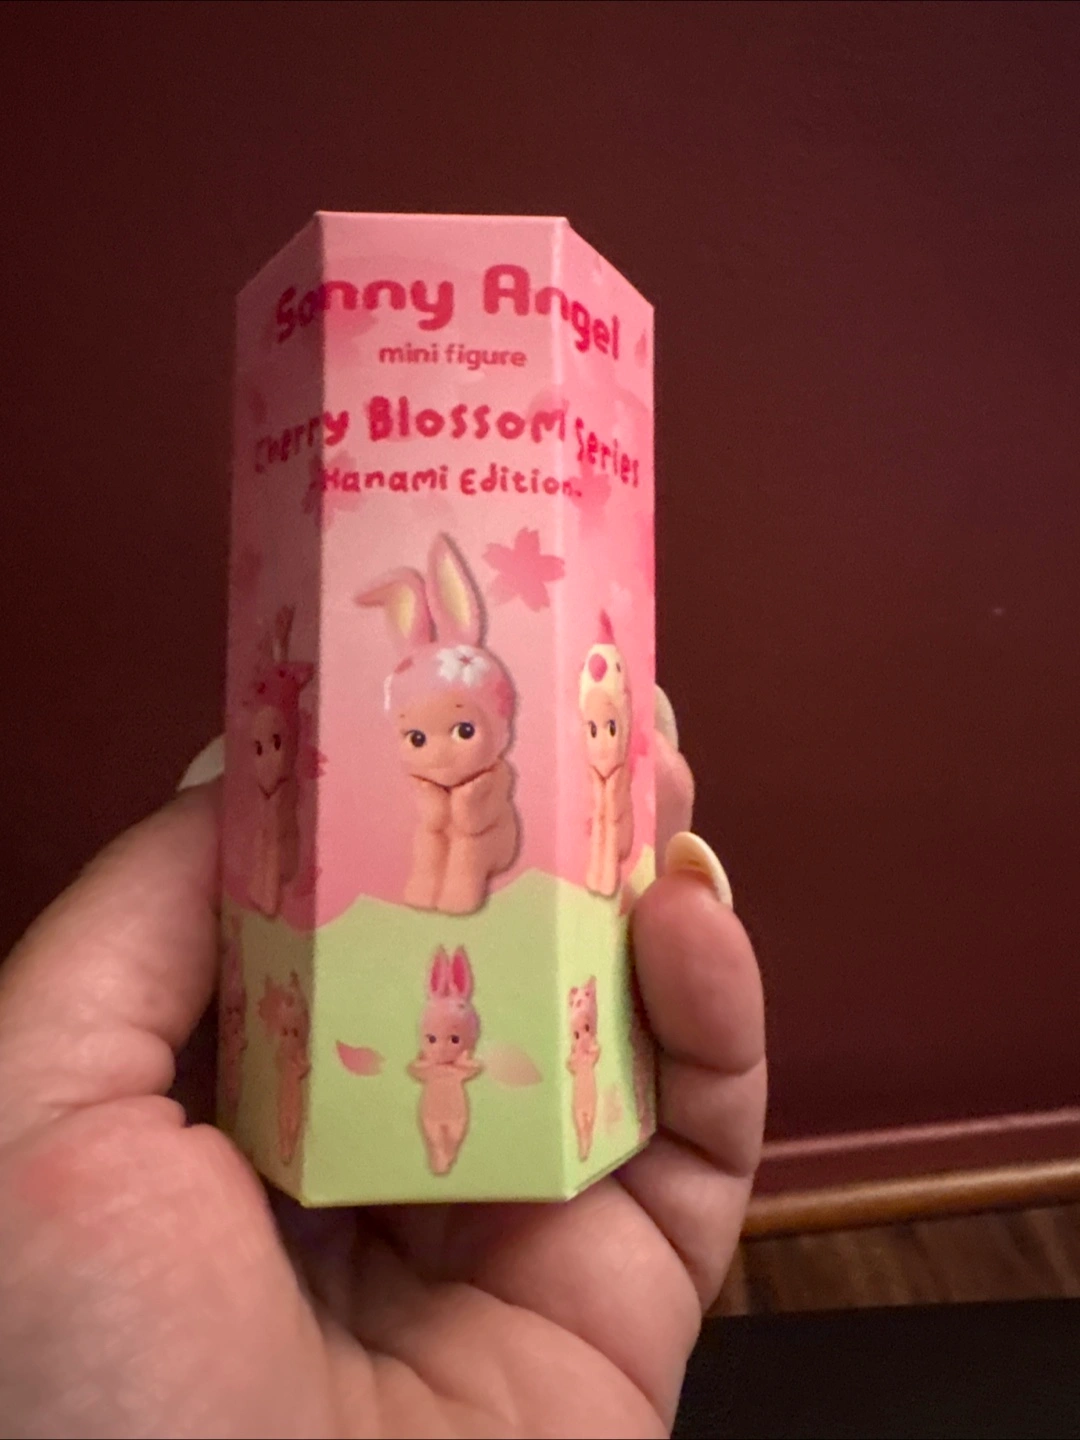 Sonny Angel
mini figure
Cherry Blossom Series
-Hanami Edition-